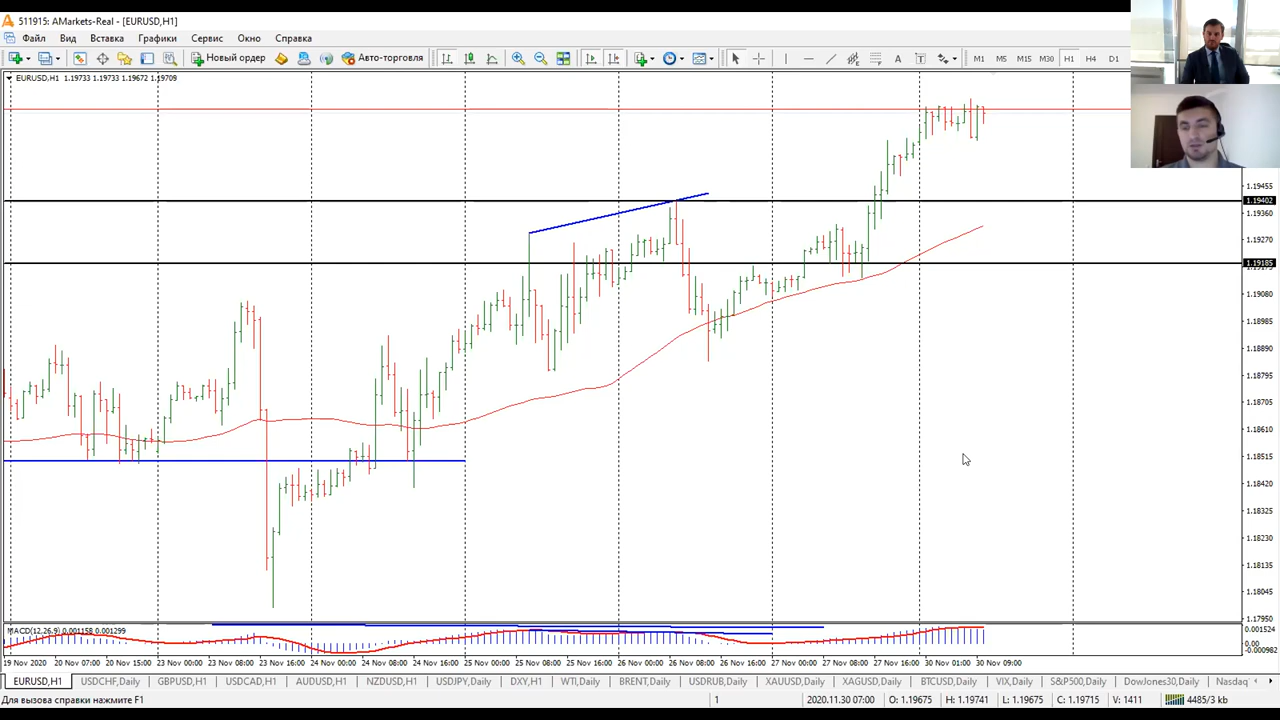 511915: AMarkets-Real - [EURUSD,H1]
Файл Вид Вставка Графики Сервис Окно Справка
Новый ордер Авто-торговля A T M1 M5 M15 M30 H1 H4 D1
EURUSD,H1 1.19733 1.19733 1.19672 1.19709
1.19455
1.19402
1.19360
1.19270
1.19185
1.19080
1.18985
1.18890
1.18795
1.18705
1.18610
1.18515
1.18420
1.18325
1.18230
1.18135
1.18045
1.17950
MACD(12,26,9) 0.001158 0.001299
0.001524
0.00
-0.000982
19 Nov 2020 20 Nov 07:00 20 Nov 15:00 23 Nov 00:00 23 Nov 08:00 23 Nov 16:00 24 Nov 00:00 24 Nov 08:00 24 Nov 16:00 25 Nov 00:00 25 Nov 08:00 25 Nov 16:00 26 Nov 00:00 26 Nov 08:00 26 Nov 16:00 27 Nov 00:00 27 Nov 08:00 27 Nov 16:00 30 Nov 01:00 30 Nov 09:00
EURUSD,H1 USDCHF,Daily GBPUSD,H1 USDCAD,H1 AUDUSD,H1 NZDUSD,H1 USDJPY,Daily DXY,H1 WTI,Daily BRENT,Daily USDRUB,Daily XAUUSD,Daily XAGUSD,Daily BTCUSD,Daily VIX,Daily S&P500,Daily DowJones30,Daily Nasdaq
Для вызова справки нажмите F1 1 2020.11.30 07:00 O: 1.19675 H: 1.19741 L: 1.19675 C: 1.19715 V: 1411 4485/3 kb